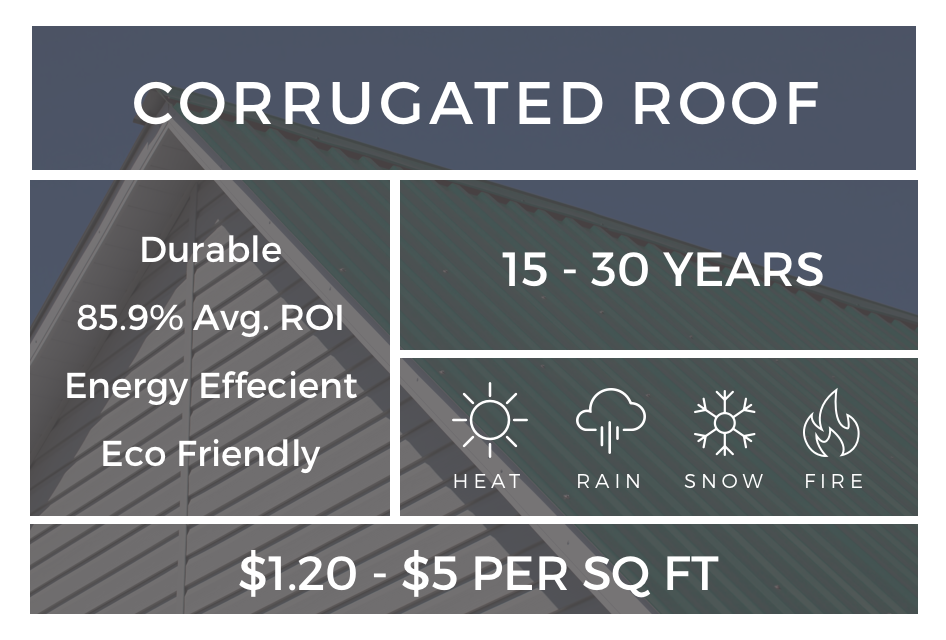 CORRUGATED ROOF
Durable
85.9% Avg. ROI
Energy Effecient
Eco Friendly
15 - 30 YEARS
HEAT
RAIN
SNOW
FIRE
$1.20 - $5 PER SQ FT